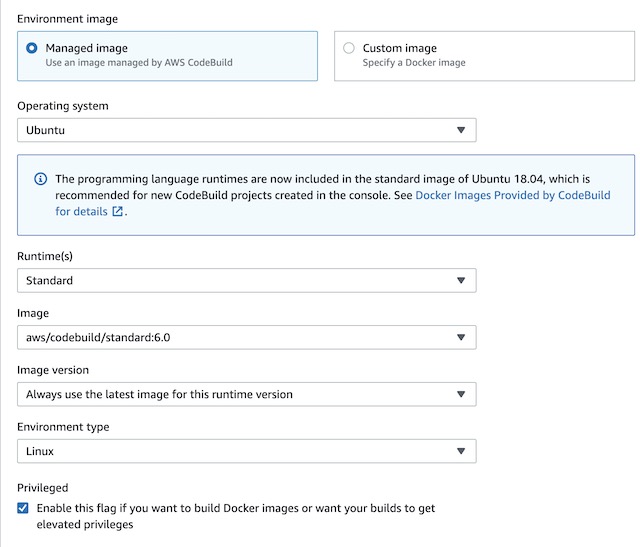 Environment image
Managed image
Use an image managed by AWS CodeBuild
Custom image
Specify a Docker image
Operating system
Ubuntu
The programming language runtimes are now included in the standard image of Ubuntu 18.04, which is
recommended for new CodeBuild projects created in the console. See Docker Images Provided by CodeBuild
for details.
Runtime(s)
Standard
Image
aws/codebuild/standard:6.0
Image version
Always use the latest image for this runtime version
Environment type
Linux
Privileged
Enable this flag if you want to build Docker images or want your builds to get
elevated privileges